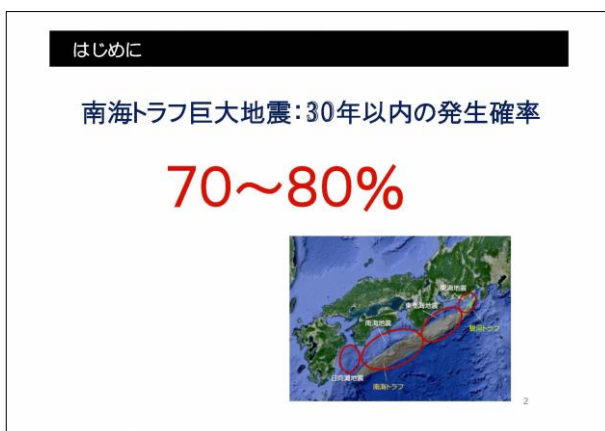 はじめに
南海トラフ巨大地震：30年以内の発生確率
70～80%
東海地震
東南海地震
駿河トラフ
南海地震
日向灘地震
南海トラフ
2